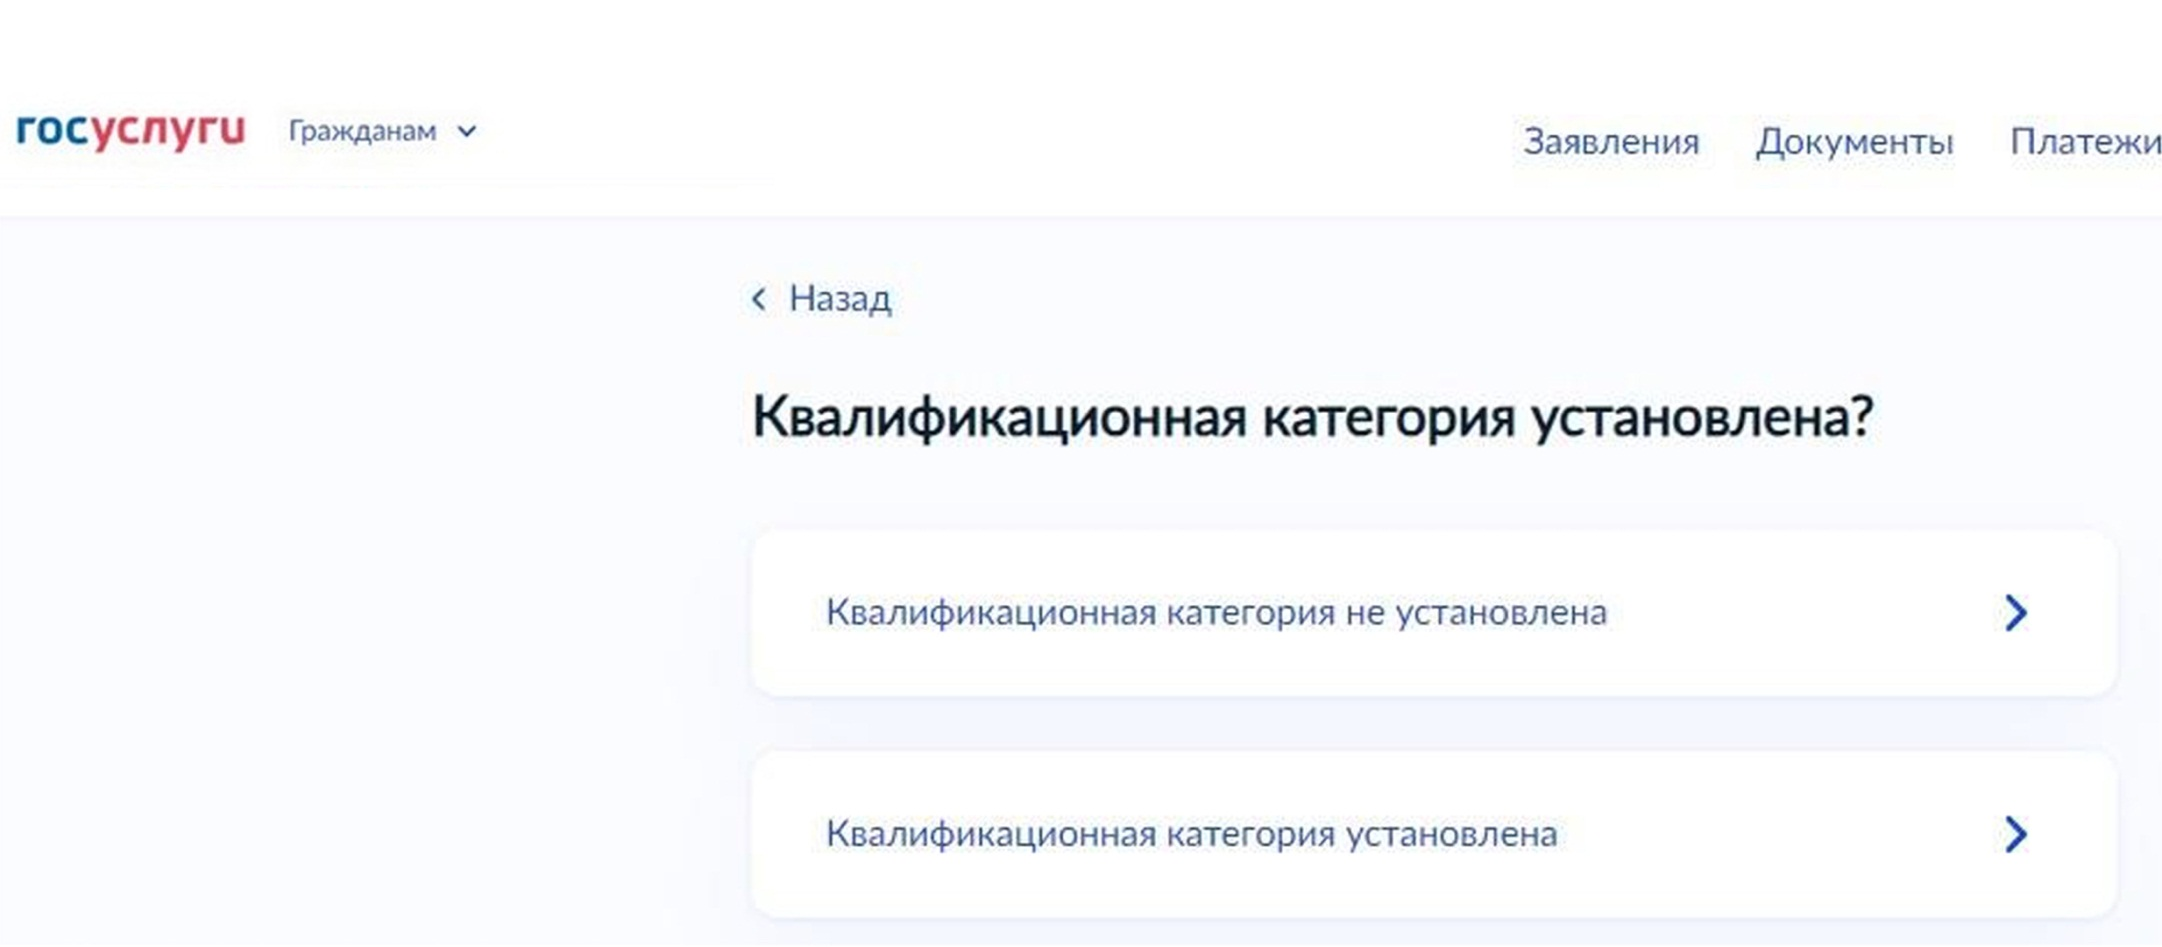 госуслуги Гражданам
Заявления Документы Платежи
Назад
Квалификационная категория установлена?
Квалификационная категория не установлена
Квалификационная категория установлена